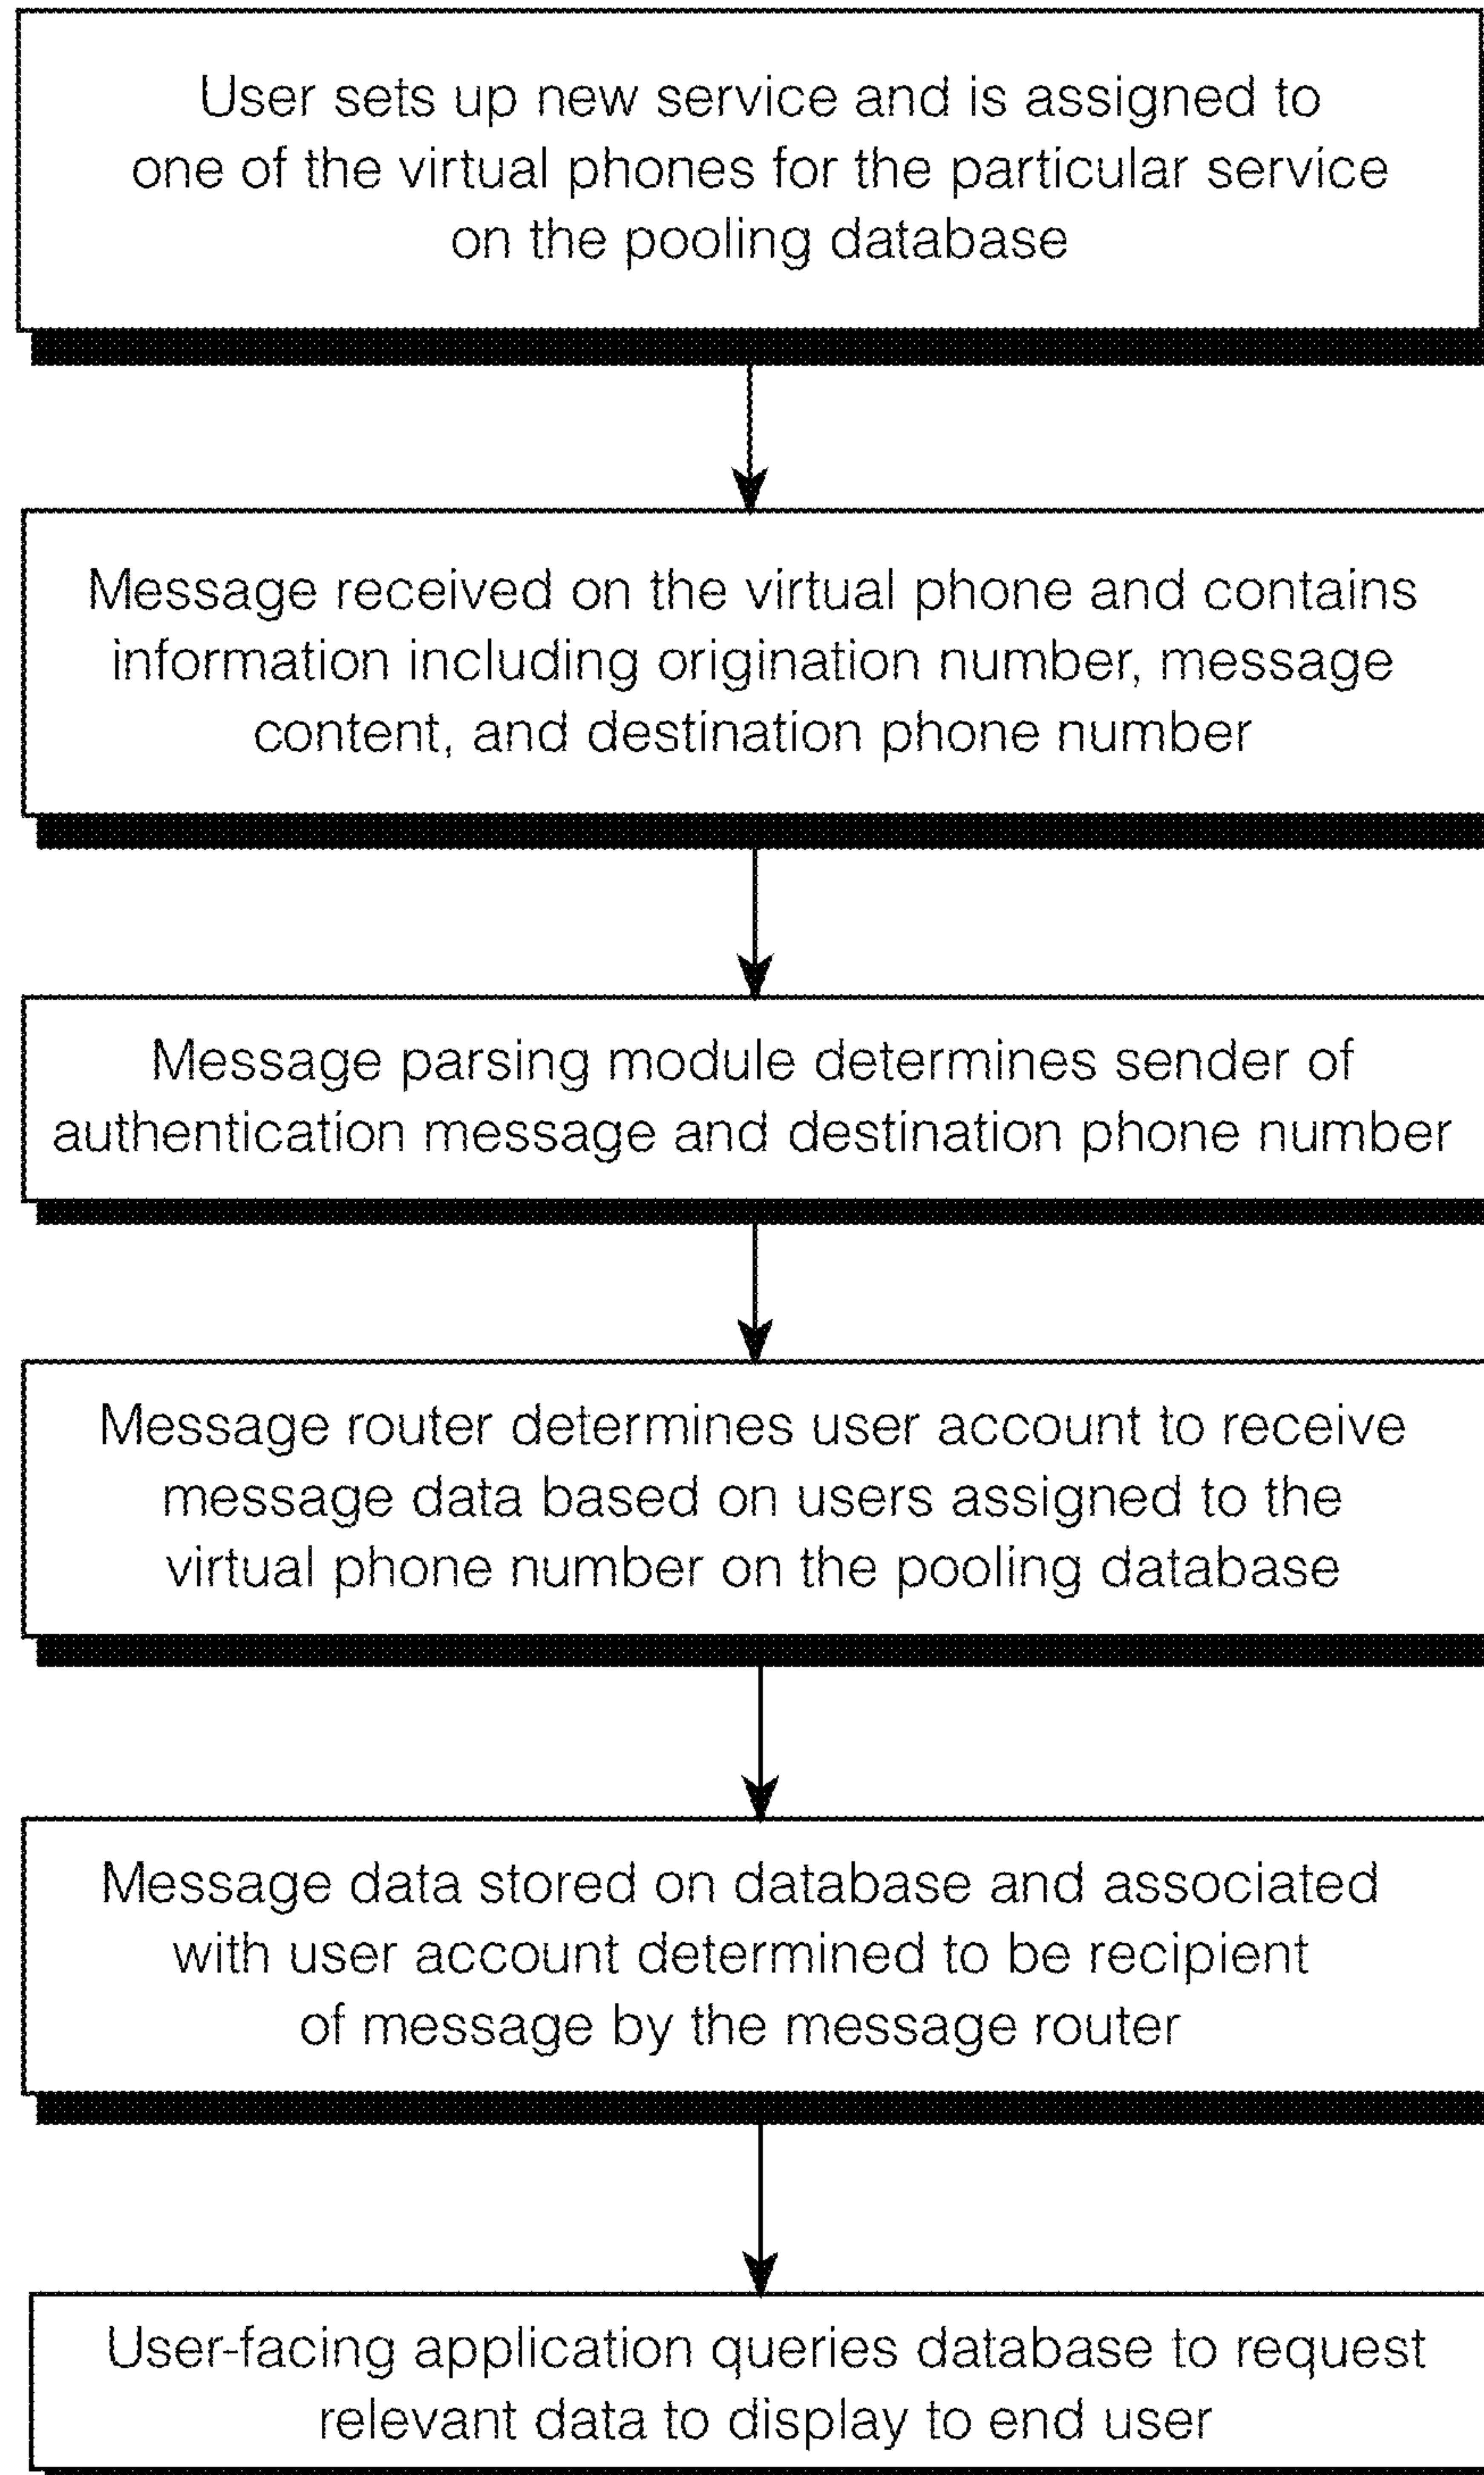 User sets up new service and is assigned to
one of the virtual phones for the particular service
on the pooling database
Message received on the virtual phone and contains
information including origination number, message
content, and destination phone number
Message parsing module determines sender of
authentication message and destination phone number
Message router determines user account to receive
message data based on users assigned to the
virtual phone number on the pooling database
Message data stored on database and associated
with user account determined to be recipient
of message by the message router
User-facing application queries database to request
relevant data to display to end user